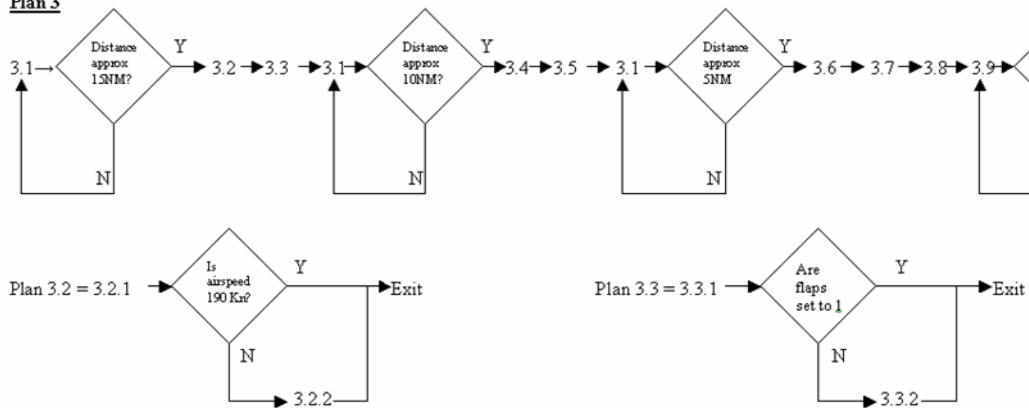 Plan 3
Distance
approx
15NM?
Y
3.1→
3.2
3.3
3.1
N
Distance
approx
10NM?
Y
3.4
3.5
3.1
N
Distance
approx
5NM
Y
3.6
3.7
3.8
3.9
N
Plan 3.2 = 3.2.1
Is
airspeed
190 Kn?
Y
Exit
N
3.2.2
Plan 3.3 = 3.3.1
Are
flaps
set to 1
Y
Exit
N
3.3.2